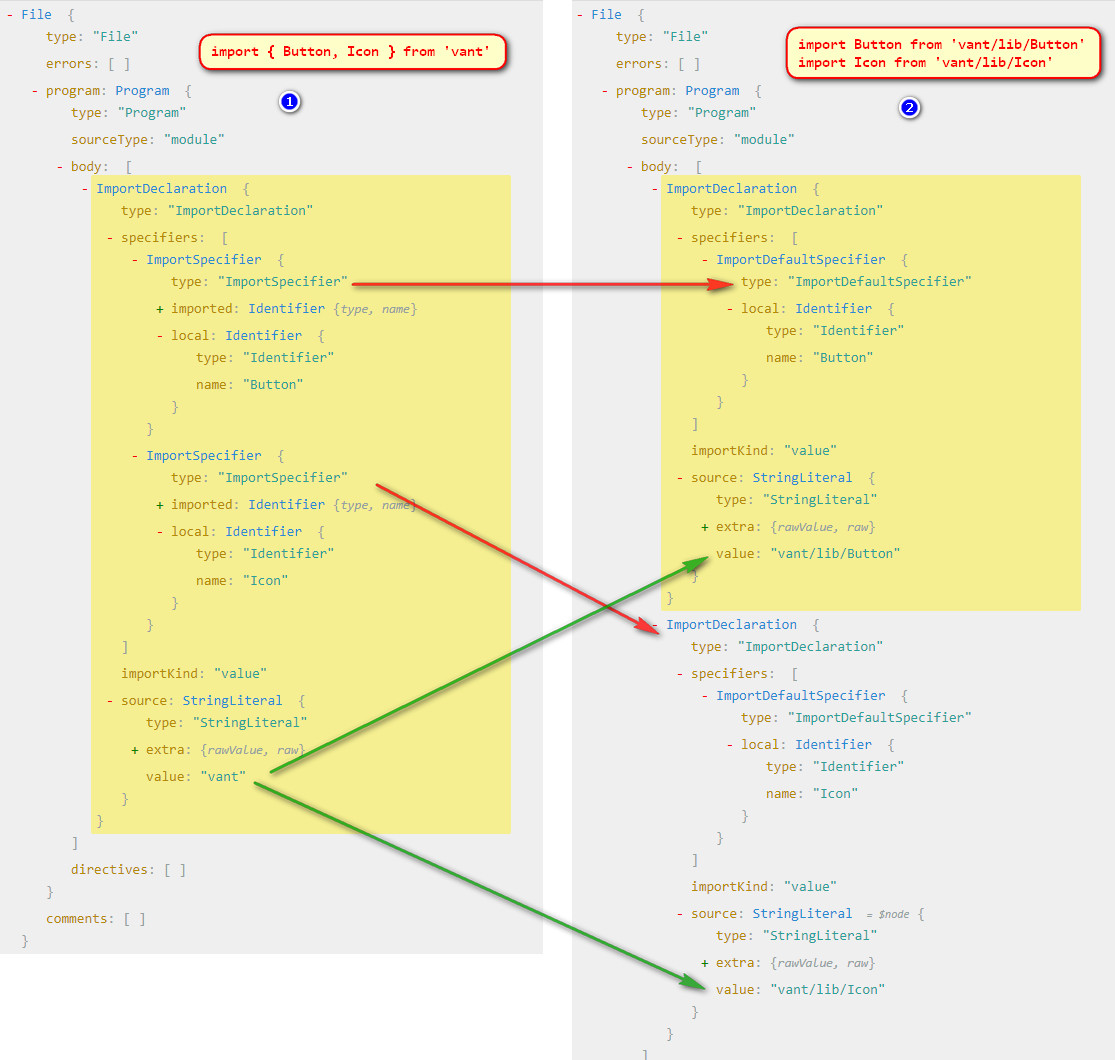 - File {
type: "File"
import { Button, Icon } from 'vant'
errors: [ ]
- program: Program {
1
type: "Program"
sourceType: "module"
- body: [
- ImportDeclaration {
type: "ImportDeclaration"
- specifiers: [
- ImportSpecifier {
type: "ImportSpecifier"
+ imported: Identifier {type, name}
- local: Identifier {
type: "Identifier"
name: "Button"
}
}
- ImportSpecifier {
type: "ImportSpecifier"
+ imported: Identifier {type, name}
- local: Identifier {
type: "Identifier"
name: "Icon"
}
}
]
importKind: "value"
- source: StringLiteral {
type: "StringLiteral"
+ extra: {rawValue, raw}
value: "vant"
}
}
]
directives: [ ]
}
comments: [ ]
}
- File {
type: "File"
import Button from 'vant/lib/Button'
import Icon from 'vant/lib/Icon'
errors: [ ]
- program: Program {
2
type: "Program"
sourceType: "module"
- body: [
- ImportDeclaration {
type: "ImportDeclaration"
- specifiers: [
- ImportDefaultSpecifier {
type: "ImportDefaultSpecifier"
- local: Identifier {
type: "Identifier"
name: "Button"
}
}
]
importKind: "value"
- source: StringLiteral {
type: "StringLiteral"
+ extra: {rawValue, raw}
value: "vant/lib/Button"
}
}
- ImportDeclaration {
type: "ImportDeclaration"
- specifiers: [
- ImportDefaultSpecifier {
type: "ImportDefaultSpecifier"
- local: Identifier {
type: "Identifier"
name: "Icon"
}
}
]
importKind: "value"
- source: StringLiteral = $node {
type: "StringLiteral"
+ extra: {rawValue, raw}
value: "vant/lib/Icon"
}
}
]